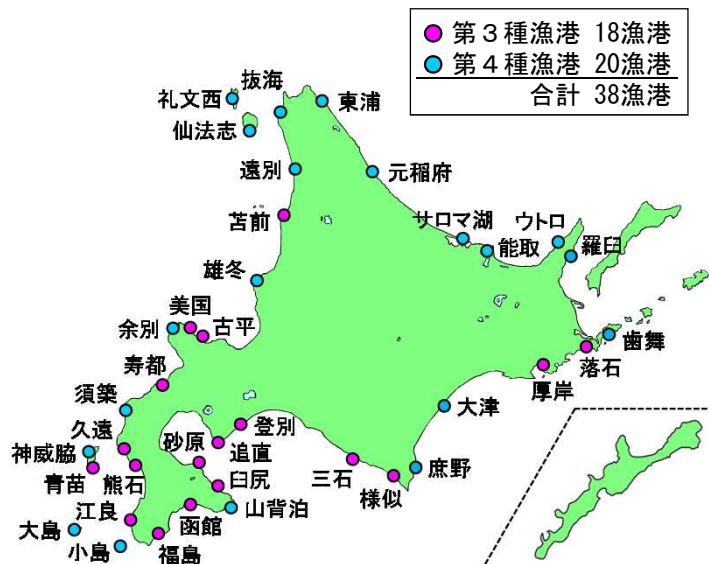 第３種漁港 18漁港
第４種漁港 20漁港
合計 38漁港
抜海
礼文西
東浦
仙法志
遠別
元稲府
苫前
サロマ湖
ウトロ
能取
羅臼
雄冬
美国
余別
古平
歯舞
寿都
落石
厚岸
須築
大津
久遠
登別
砂原
追直
神威脇
青苗
熊石
臼尻
三石
様似
庶野
江良
函館
山背泊
大島
小島
福島